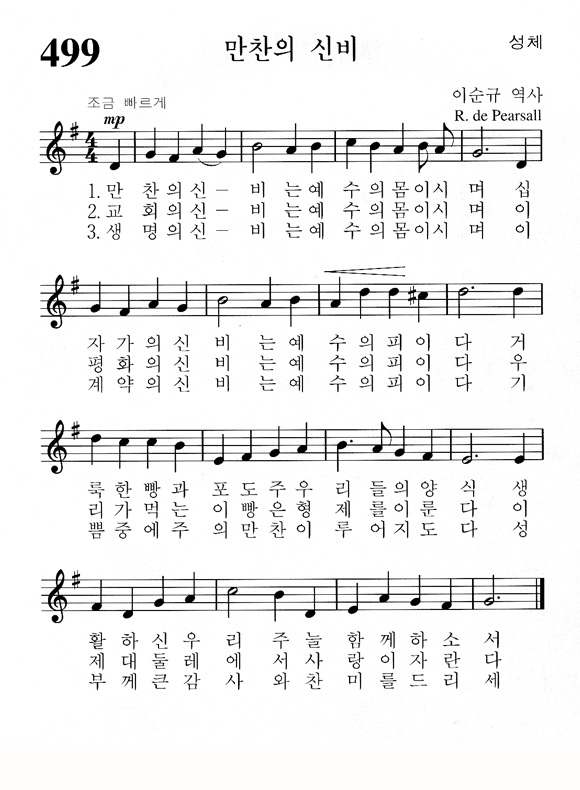 499 만찬의 신비 성체
조금 빠르게 이순규 역사
mp R. de Pearsall
4
4
1. 만 찬의신 – 비 는예 수의몸이시 며 십
2. 교 회의신 – 비 는예 수의몸이시 며 이
3. 생 명의신 – 비 는예 수의몸이시 며 이
자 가 의 신 비 는 예 수 의 피 이 다 거
평 화 의 신 비 는 예 수 의 피 이 다 우
계 약 의 신 비 는 예 수 의 피 이 다 기
룩 한 빵 과 포 도 주 우 리 들 의 양 식 생
리 가 먹 는 이 빵 은 형 제 를 이 룬 다 이
쁨 중 에 주 의 만 찬 이 루 어 지 도 다 성
활 하 신 우 리 주 늘 함 께 하 소 서
제 대 둘 레 에 서 사 랑 이 자 란 다
부 께 큰 감 사 와 찬 미 를 드 리 세